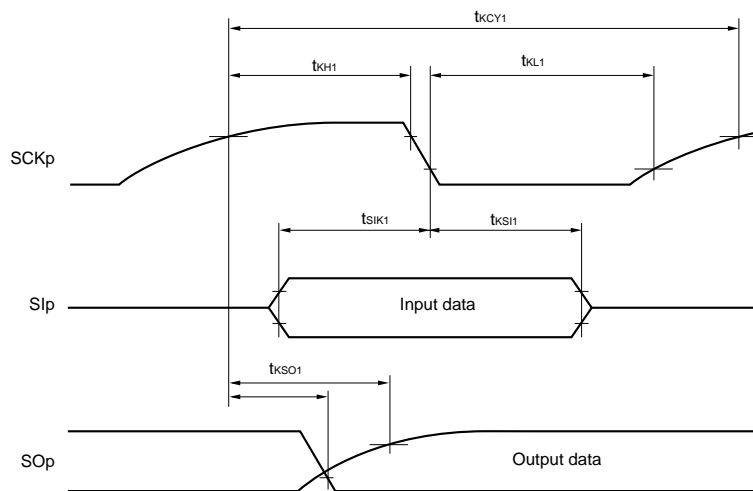 tKCY1
tKH1
tKL1
SCKp
tSIK1
tKSI1
SIp
Input data
tKSO1
SOp
Output data